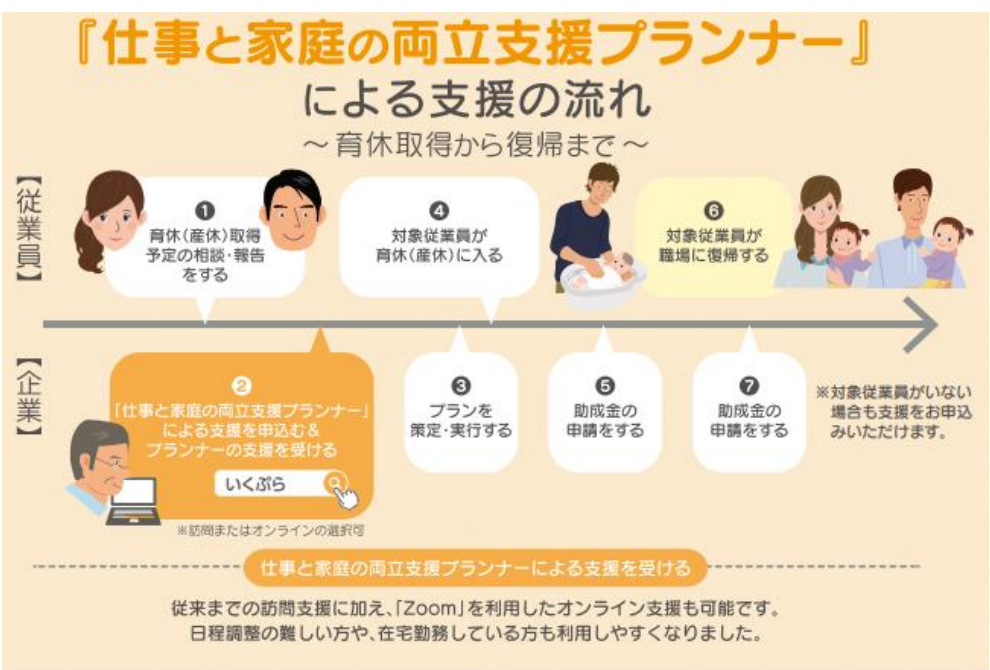 『仕事と家庭の両立支援プランナー』
による支援の流れ
～育休取得から復帰まで～
【従業員】
❶
育休(産休)取得
予定の相談・報告
をする
❹
対象従業員が
育休(産休)に入る
❻
対象従業員が
職場に復帰する
【企業】
②
「仕事と家庭の両立支援プランナー」
による支援を申込む&
プランナーの支援を受ける
いくぷら
※訪問またはオンラインの選択可
❸
プランを
策定・実行する
❺
助成金の
申請をする
❼
助成金の
申請をする
※対象従業員がいない
場合も支援をお申込
みいただけます。
仕事と家庭の両立支援プランナーによる支援を受ける
従来までの訪問支援に加え、「Zoom」を利用したオンライン支援も可能です。
日程調整の難しい方や、在宅勤務している方も利用しやすくなりました。